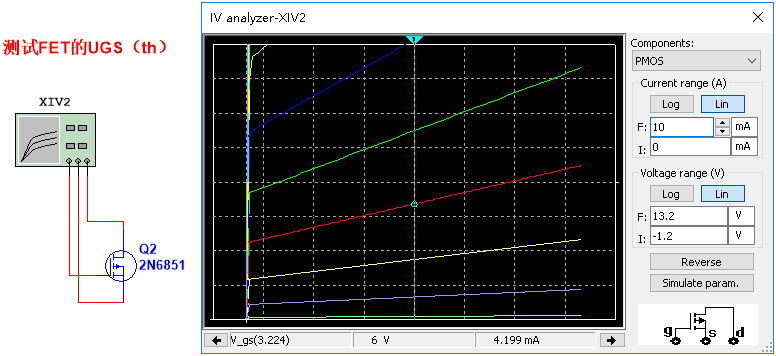 测试FET的UGS（th）
XIV2
Q2
2N6851
IV analyzer-XIV2
1
V_gs(3.224)
6 V
4.199 mA
Components:
PMOS
Current range (A)
Log Lin
F: 10 mA
I: 0 mA
Voltage range (V)
Log Lin
F: 13.2 V
I: -1.2 V
Reverse
Simulate param.
g s d